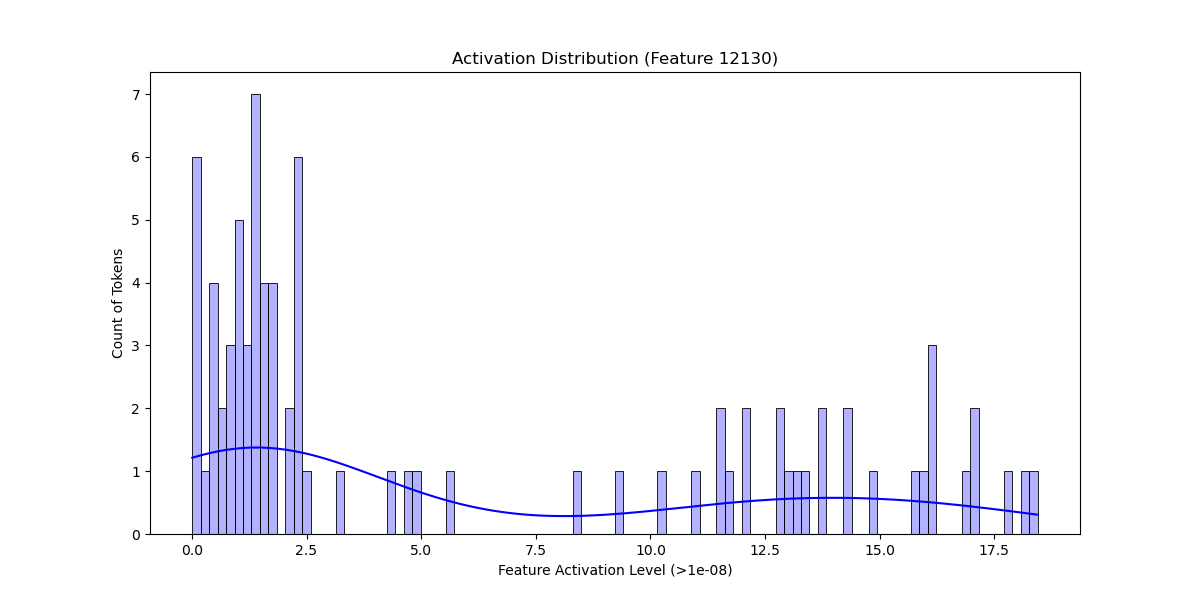 Activation Distribution (Feature 12130)
7
6
5
4
3
2
1
0
Count of Tokens
0.0 2.5 5.0 7.5 10.0 12.5 15.0 17.5
Feature Activation Level (>1e-08)